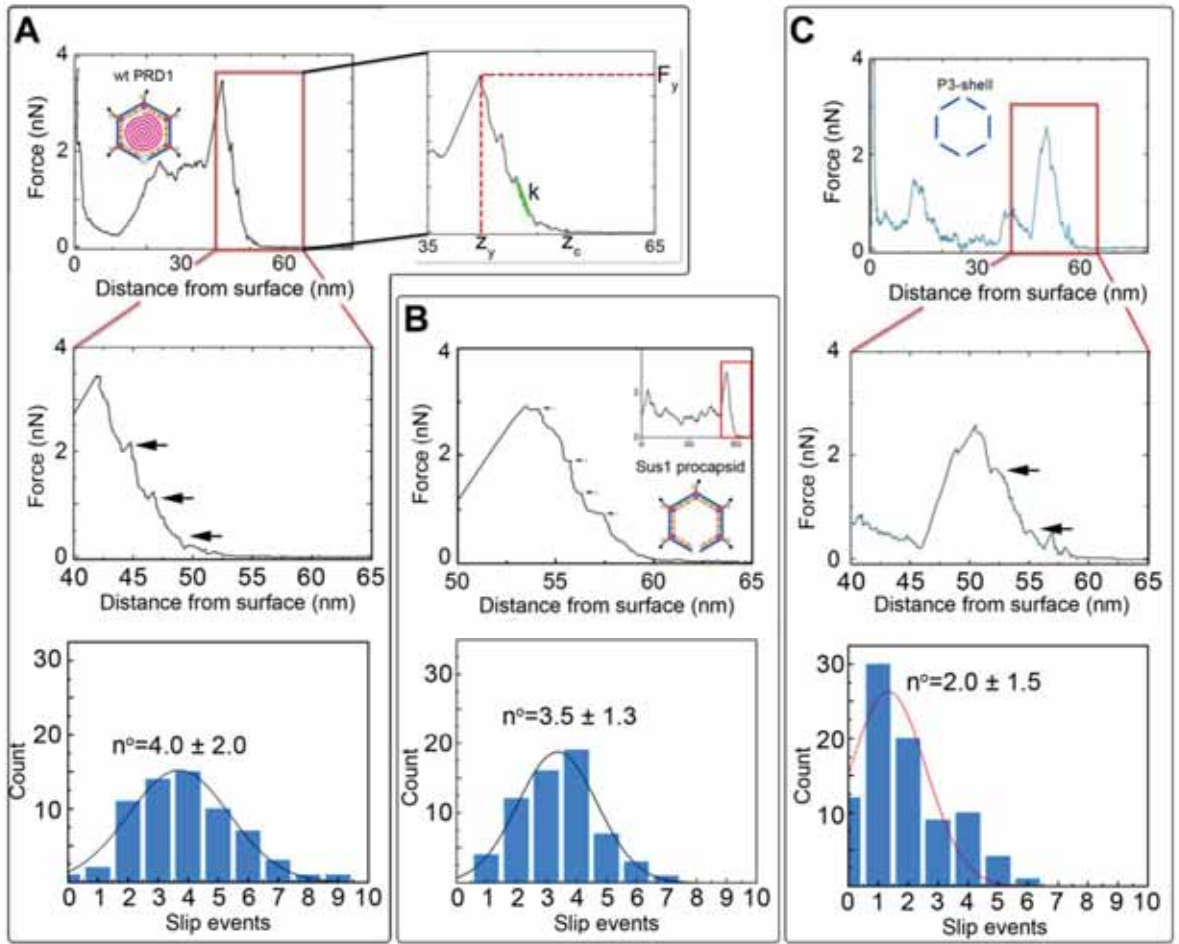 A
4
2
0
Force (nN)
wt PRD1
0
30
60
Distance from surface (nm)
F_y
k
35
z_y
z_c
65
4
2
0
Force (nN)
40
45
50
55
60
65
Distance from surface (nm)
30
20
10
Count
n°=4.0 ± 2.0
0 1 2 3 4 5 6 7 8 9 10
Slip events
B
4
2
0
Force (nN)
Sus1 procapsid
50
55
60
65
Distance from surface (nm)
30
20
10
Count
n°=3.5 ± 1.3
0 1 2 3 4 5 6 7 8 9 10
Slip events
C
4
2
0
Force (nN)
P3-shell
0
30
60
Distance from surface (nm)
4
2
0
Force (nN)
40
45
50
55
60
65
Distance from surface (nm)
30
20
10
Count
n°=2.0 ± 1.5
0 1 2 3 4 5 6 7 8 9 10
Slip events